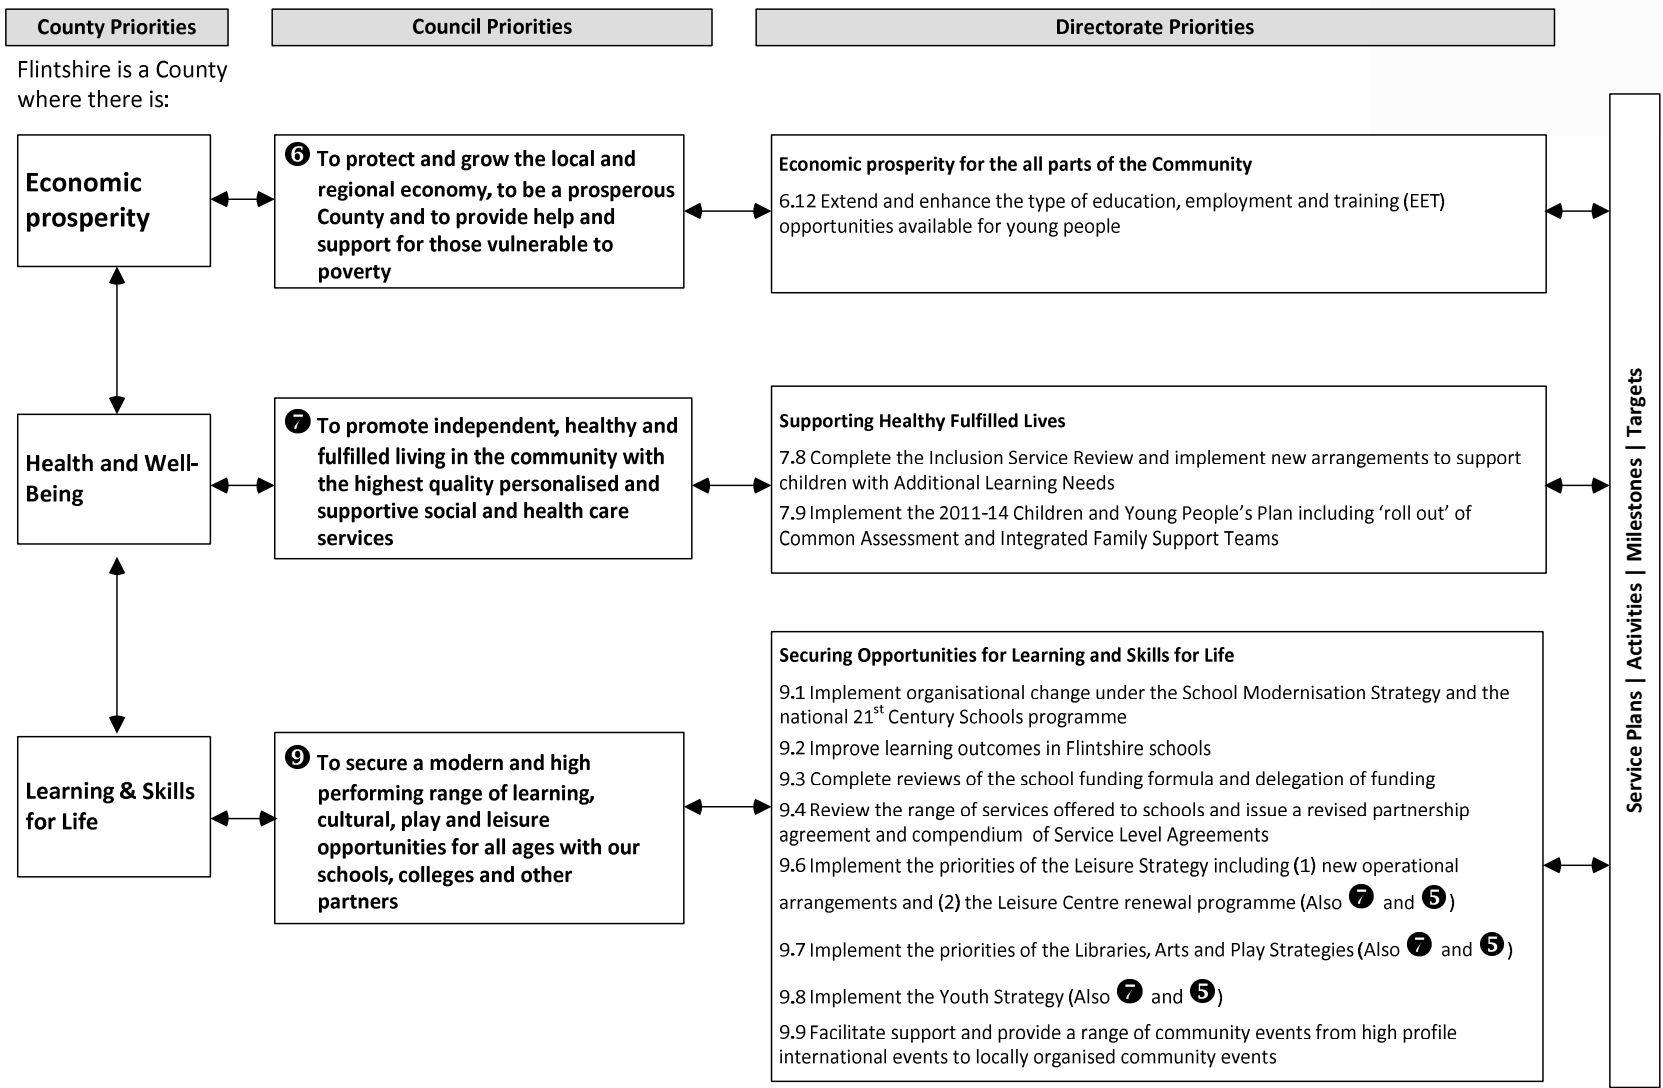 County Priorities
Council Priorities
Directorate Priorities
Flintshire is a County
where there is:
Economic
prosperity
❻ To protect and grow the local and
regional economy, to be a prosperous
County and to provide help and
support for those vulnerable to
poverty
Economic prosperity for the all parts of the Community
6.12 Extend and enhance the type of education, employment and training (EET)
opportunities available for young people
Health and Well-
Being
❼ To promote independent, healthy and
fulfilled living in the community with
the highest quality personalised and
supportive social and health care
services
Supporting Healthy Fulfilled Lives
7.8 Complete the Inclusion Service Review and implement new arrangements to support
children with Additional Learning Needs
7.9 Implement the 2011-14 Children and Young People’s Plan including ‘roll out’ of
Common Assessment and Integrated Family Support Teams
Learning & Skills
for Life
❾ To secure a modern and high
performing range of learning,
cultural, play and leisure
opportunities for all ages with our
schools, colleges and other
partners
Securing Opportunities for Learning and Skills for Life
9.1 Implement organisational change under the School Modernisation Strategy and the
national 21st Century Schools programme
9.2 Improve learning outcomes in Flintshire schools
9.3 Complete reviews of the school funding formula and delegation of funding
9.4 Review the range of services offered to schools and issue a revised partnership
agreement and compendium of Service Level Agreements
9.6 Implement the priorities of the Leisure Strategy including (1) new operational
arrangements and (2) the Leisure Centre renewal programme (Also ❼ and ❺)
9.7 Implement the priorities of the Libraries, Arts and Play Strategies (Also ❼ and ❺)
9.8 Implement the Youth Strategy (Also ❼ and ❺)
9.9 Facilitate support and provide a range of community events from high profile
international events to locally organised community events
Service Plans | Activities | Milestones | Targets